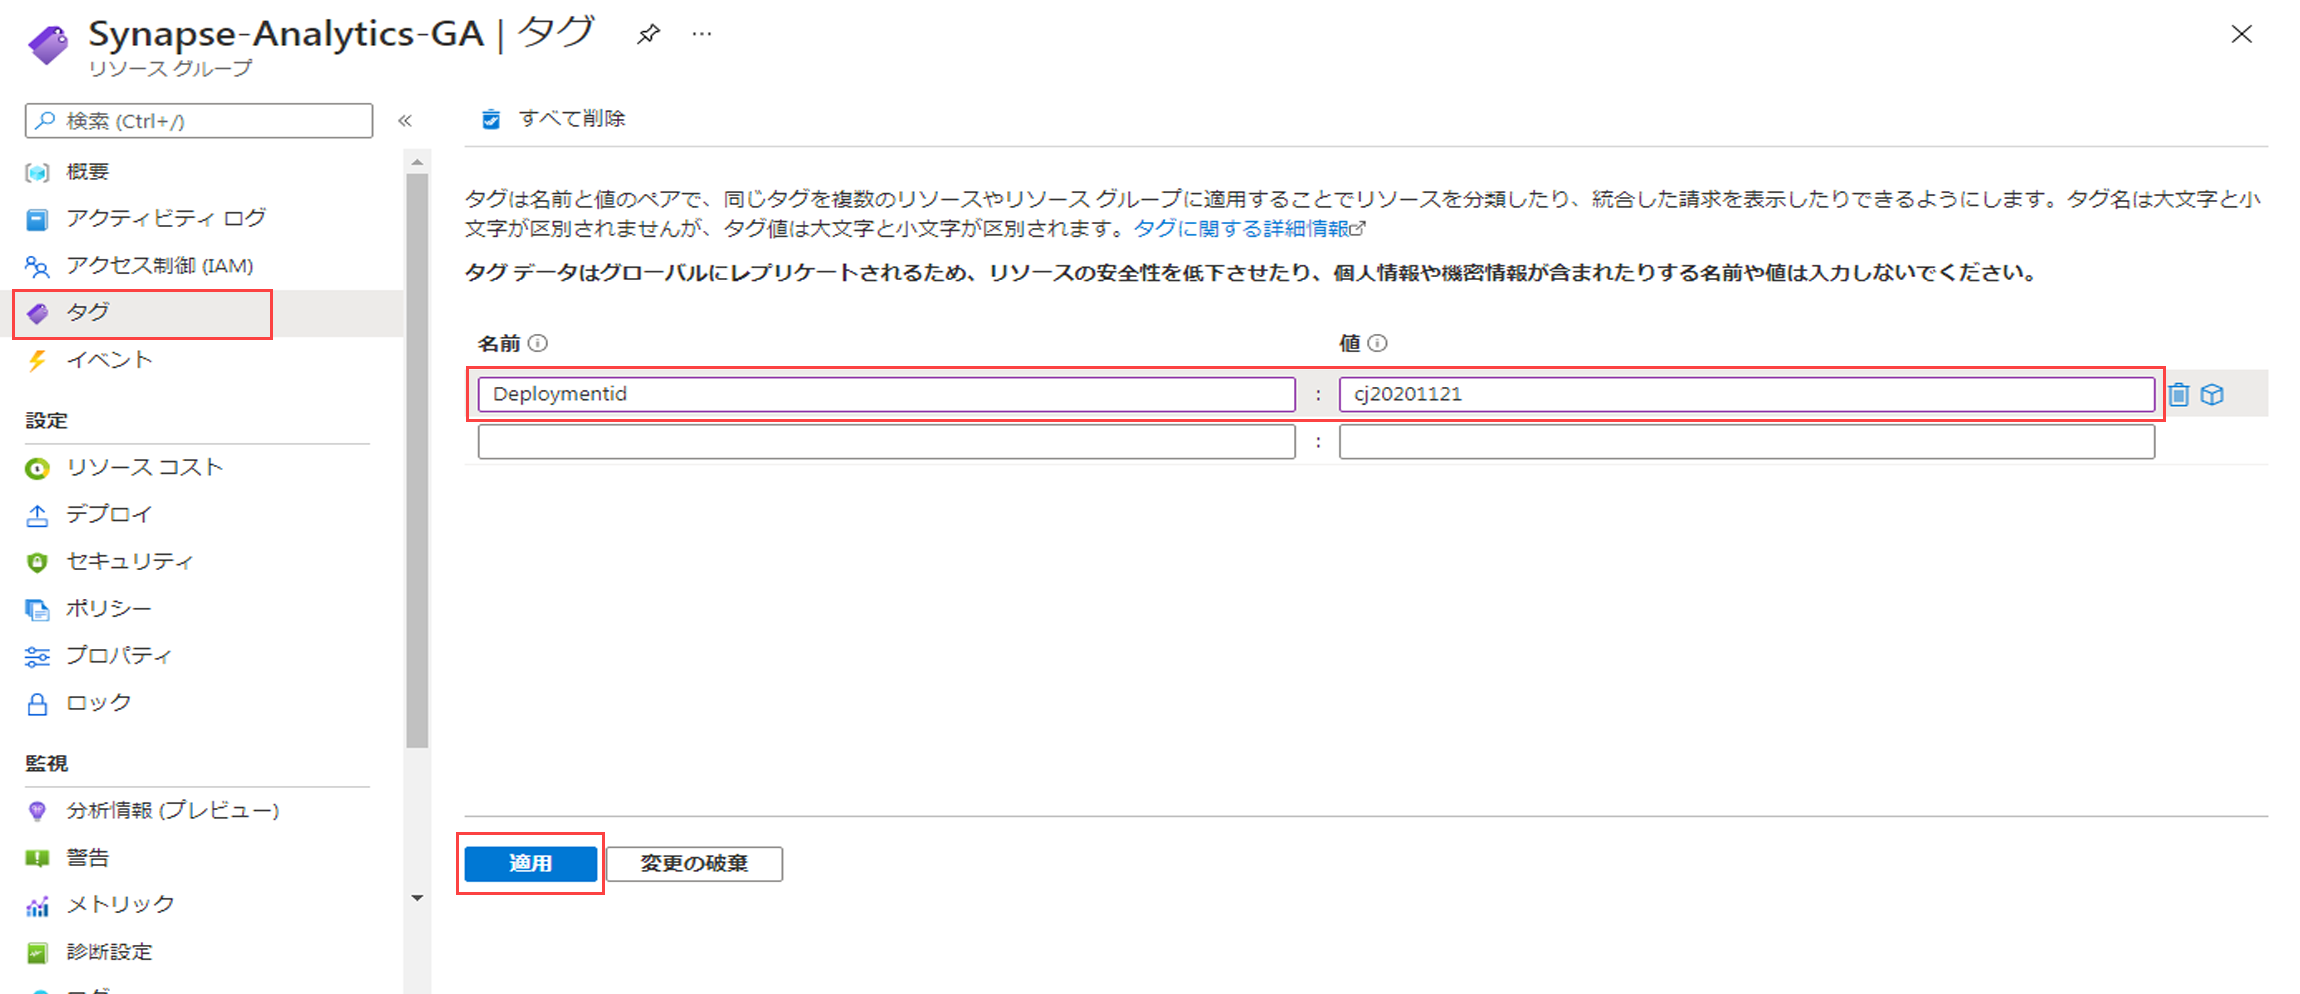 Synapse-Analytics-GA | タグ
リソース グループ
検索 (Ctrl+/)
概要
アクティビティ ログ
アクセス制御 (IAM)
タグ
イベント
設定
リソース コスト
デプロイ
セキュリティ
ポリシー
プロパティ
ロック
監視
分析情報 (プレビュー)
警告
メトリック
診断設定
すべて削除
タグは名前と値のペアで、同じタグを複数のリソースやリソース グループに適用することでリソースを分類したり、統合した請求を表示したりできるようにします。タグ名は大文字と小
文字が区別されませんが、タグ値は大文字と小文字が区別されます。タグに関する詳細情報
タグ データはグローバルにレプリケートされるため、リソースの安全性を低下させたり、個人情報や機密情報が含まれたりする名前や値は入力しないでください。
名前 値
Deploymentid : cj20201121
:
適用 変更の破棄